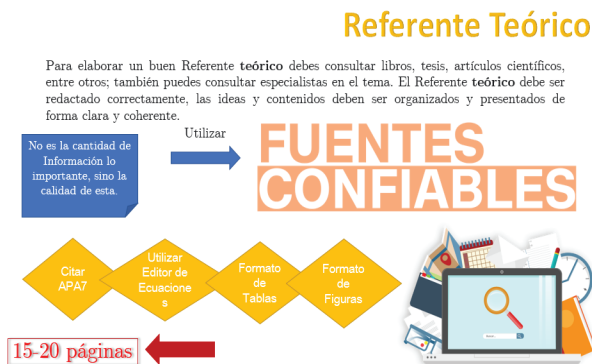 Referente Teórico
Para elaborar un buen Referente teórico debes consultar libros, tesis, artículos científicos,
entre otros; también puedes consultar especialistas en el tema. El Referente teórico debe ser
redactado correctamente, las ideas y contenidos deben ser organizados y presentados de
forma clara y coherente.
No es la cantidad de
Información lo
importante, sino la
calidad de esta.
Utilizar
FUENTES
CONFIABLES
Citar
APA7
Utilizar
Editor de
Ecuacione
s
Formato
de
Tablas
Formato
de
Figuras
15-20 páginas